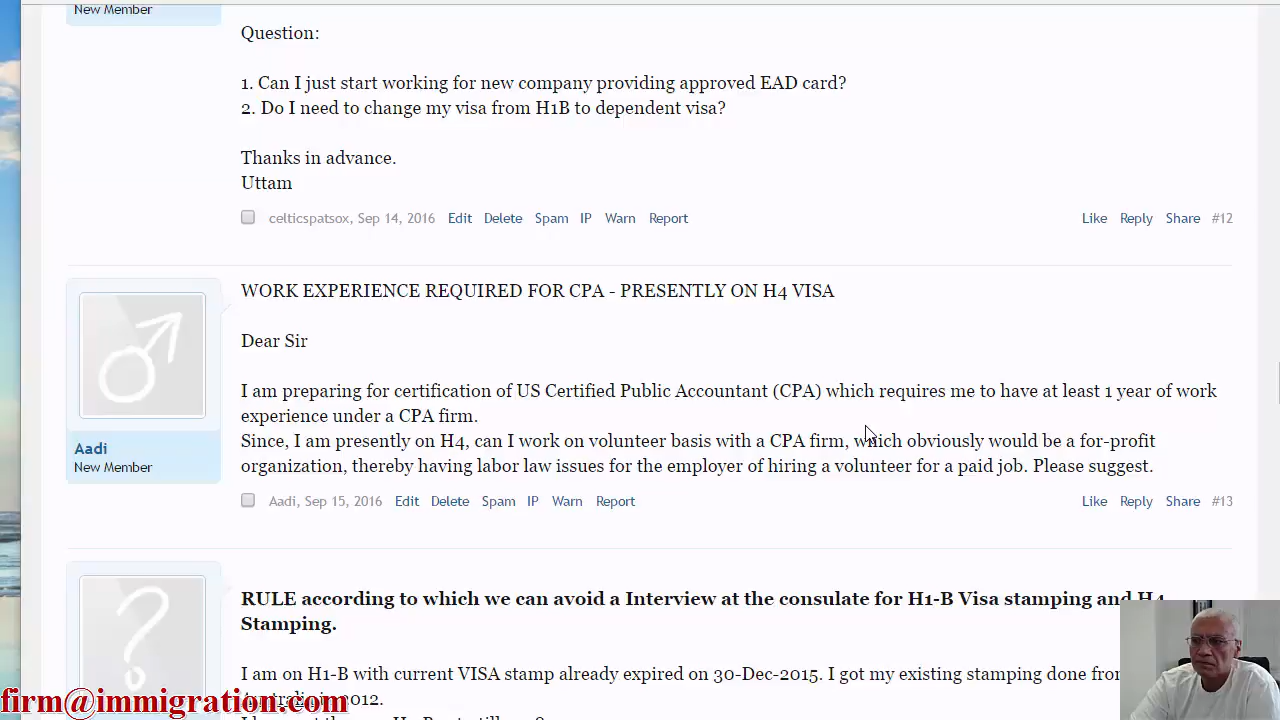 New Member
Question:
1. Can I just start working for new company providing approved EAD card?
2. Do I need to change my visa from H1B to dependent visa?
Thanks in advance.
Uttam
celticspatsox, Sep 14, 2016 Edit Delete Spam IP Warn Report Like Reply Share #12
WORK EXPERIENCE REQUIRED FOR CPA - PRESENTLY ON H4 VISA
Dear Sir
I am preparing for certification of US Certified Public Accountant (CPA) which requires me to have at least 1 year of work
experience under a CPA firm.
Since, I am presently on H4, can I work on volunteer basis with a CPA firm, which obviously would be a for-profit
organization, thereby having labor law issues for the employer of hiring a volunteer for a paid job. Please suggest.
Aadi
New Member
Aadi, Sep 15, 2016 Edit Delete Spam IP Warn Report Like Reply Share #13
RULE according to which we can avoid a Interview at the consulate for H1-B Visa stamping and H4
Stamping.
I am on H1-B with current VISA stamp already expired on 30-Dec-2015. I got my existing stamping done from
2012.
firm@immigration.com